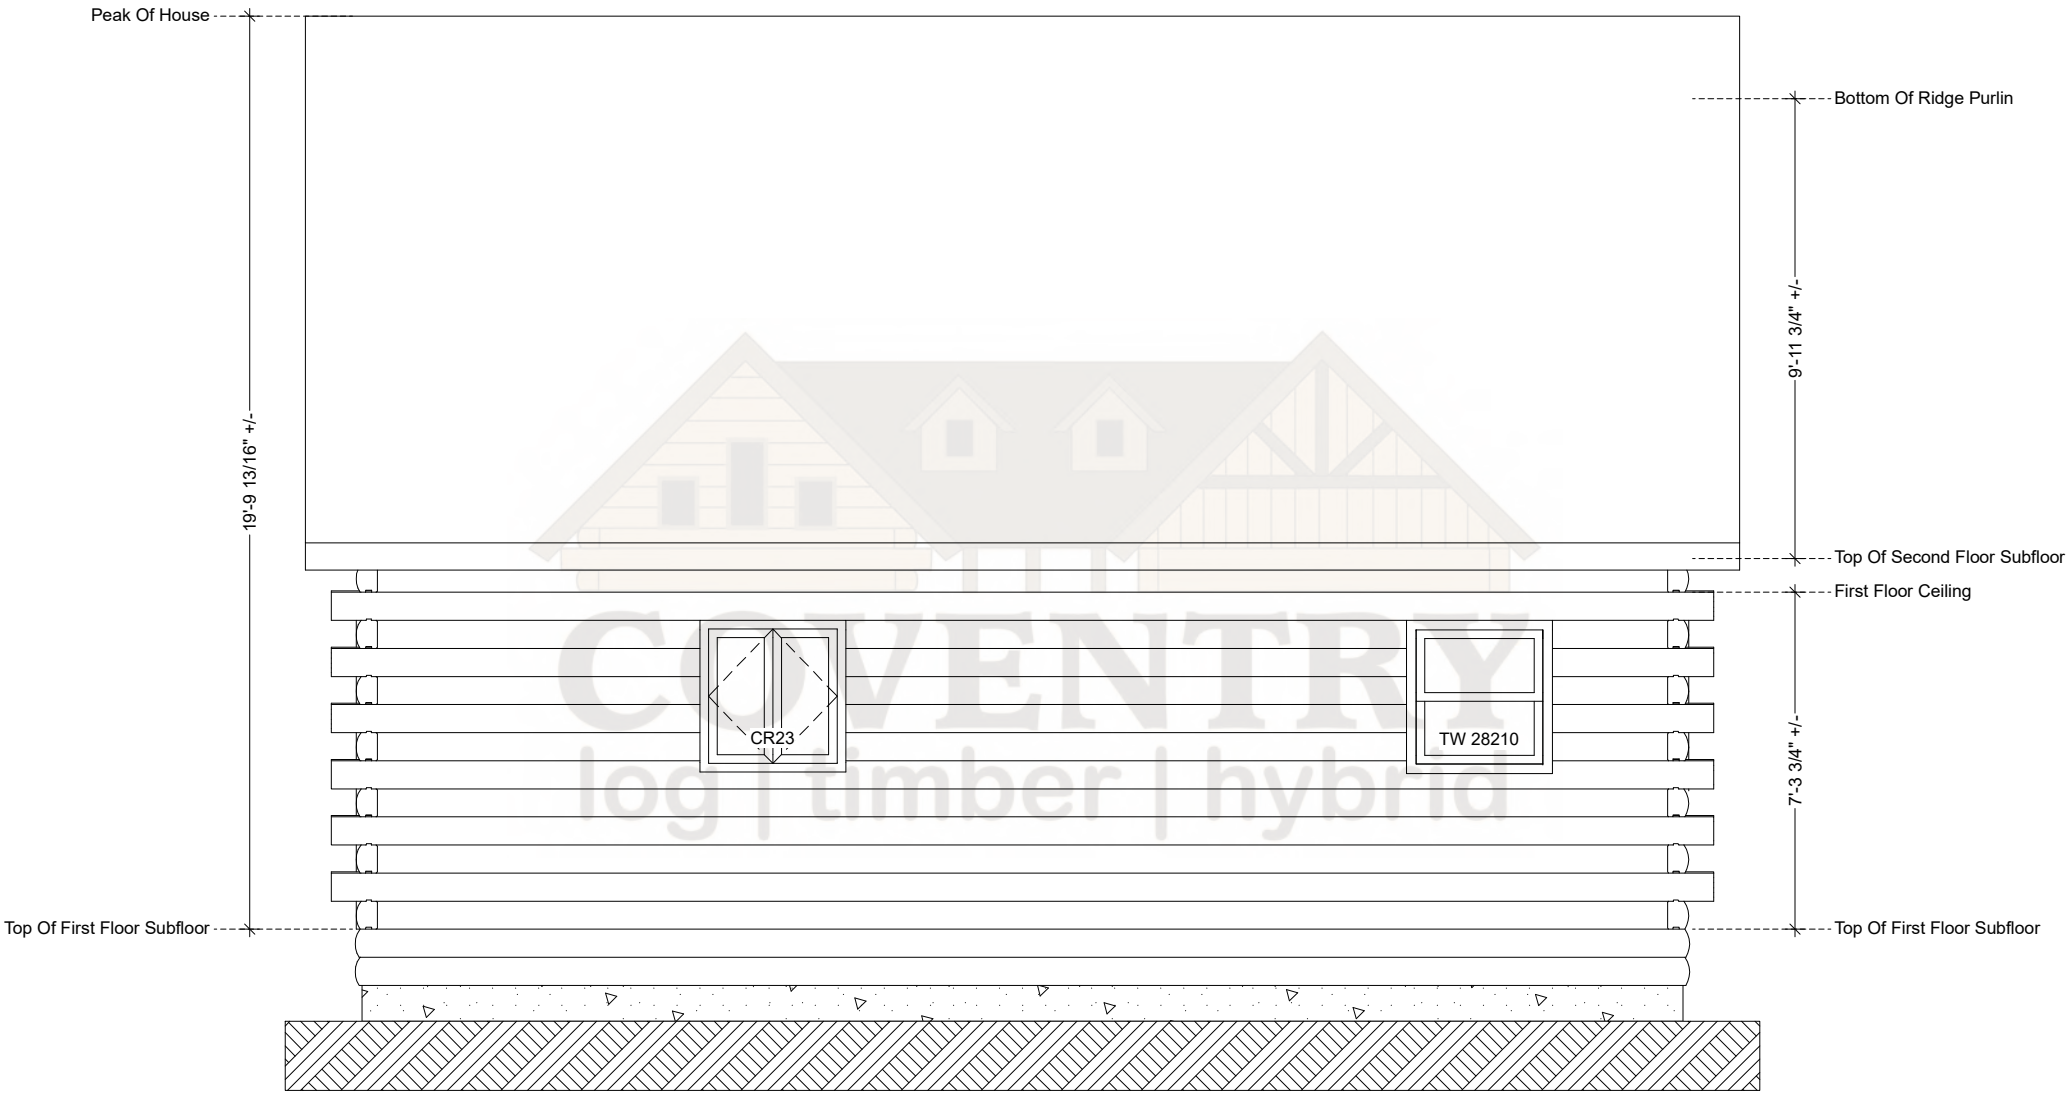 Peak Of House
Bottom Of Ridge Purlin
9'-11 3/4" +/-
19'-9 13/16" +/-
Top Of Second Floor Subfloor
First Floor Ceiling
COVENTRY
CR23
TW 28210
log | timber | hybrid
7'-3 3/4" +/-
Top Of First Floor Subfloor
Top Of First Floor Subfloor